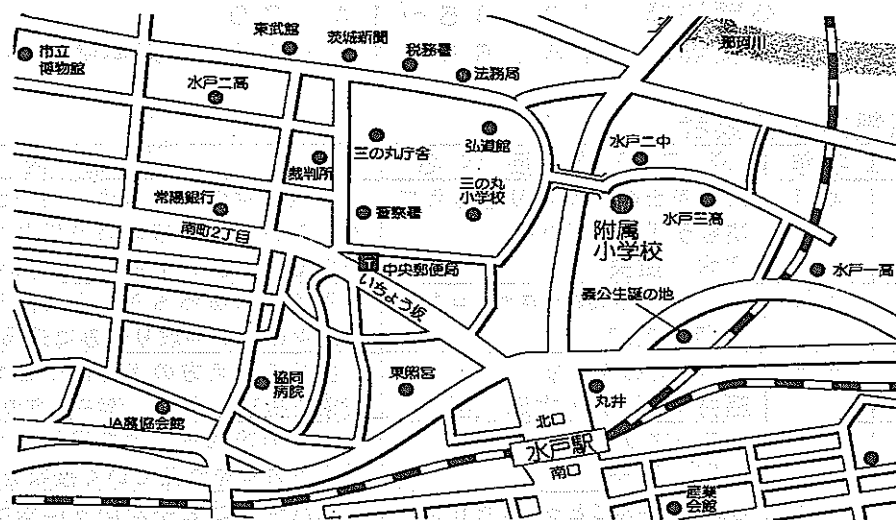 東武館
茨城新聞
税務署
法務局
那珂川
市立
博物館
水戸二高
裁判所
三の丸庁舎
弘道館
水戸二中
常陽銀行
警察署
三の丸
小学校
附属
小学校
水戸三高
南町2丁目
中央郵便局
いちょう坂
水戸一高
義公生誕の地
協同
病院
東照宮
丸井
JA農協会館
北口
水戸駅
南口
産業
会館